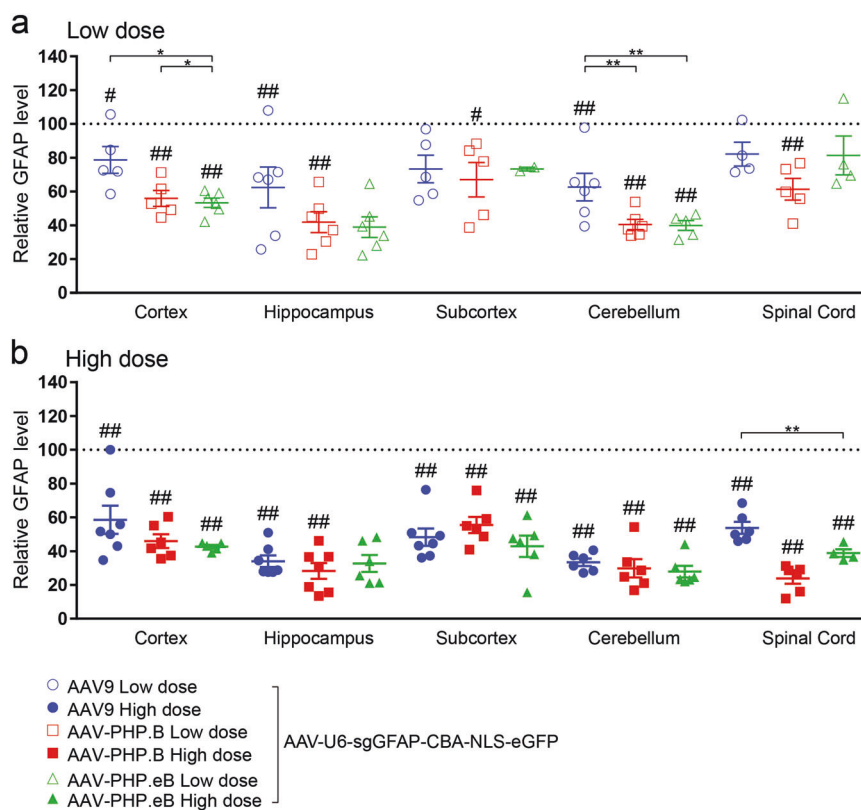 a
Low dose
Relative GFAP level
140
120
100
80
60
40
20
0
# ## ## ## ## # ## ## ## ##
* * ** **
Cortex Hippocampus Subcortex Cerebellum Spinal Cord
b
High dose
Relative GFAP level
140
120
100
80
60
40
20
0
## ## ## ## ## ## ## ## ## ## ## ## ##
**
Cortex Hippocampus Subcortex Cerebellum Spinal Cord
AAV9 Low dose
AAV9 High dose
AAV-PHP.B Low dose
AAV-PHP.B High dose
AAV-PHP.eB Low dose
AAV-PHP.eB High dose
AAV-U6-sgGFAP-CBA-NLS-eGFP